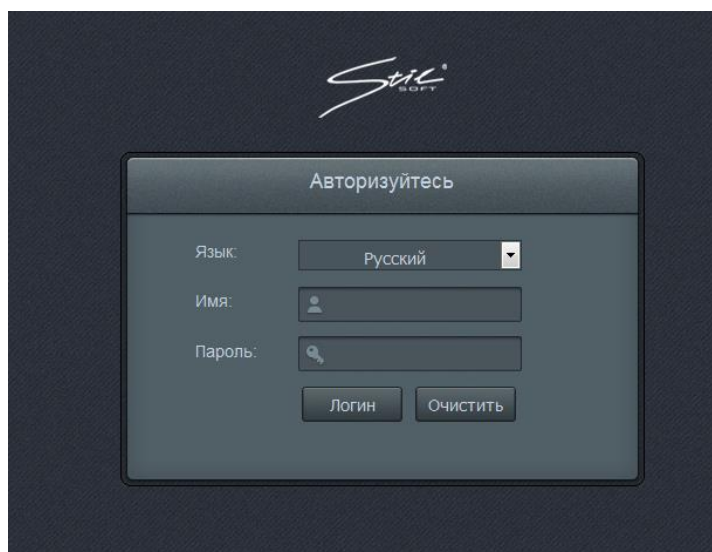 Stil®
SOFT
Авторизуйтесь
Язык: Русский
Имя:
Пароль:
Логин Очистить